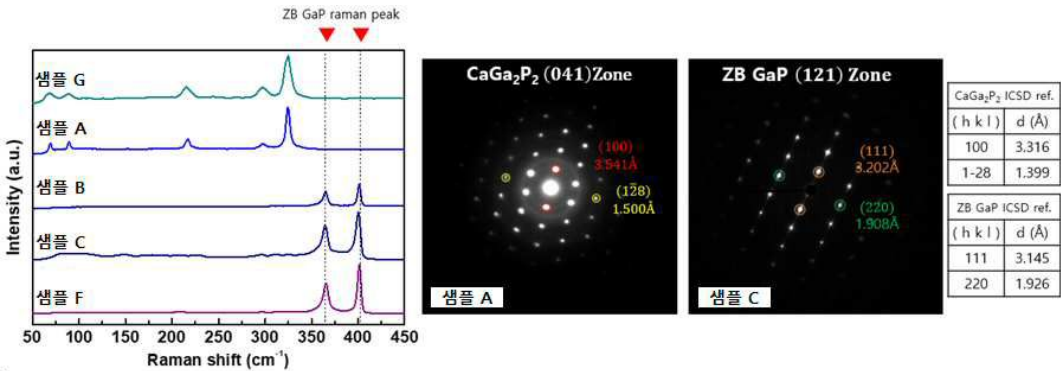 ZB GaP raman peak
샘플 G
샘플 A
샘플 B
샘플 C
샘플 F
Intensity (a.u.)
50 100 150 200 250 300 350 400 450
Raman shift (cm⁻¹)
CaGa₂P₂ (041) Zone
(100)
3.541Å
(12̄8)
1.500Å
샘플 A
ZB GaP (121) Zone
(111)
3.202Å
(220)
1.908Å
샘플 C
CaGa₂P₂ ICSD ref.
( h k l ) d (Å)
100 3.316
1-28 1.399
ZB GaP ICSD ref.
( h k l ) d (Å)
111 3.145
220 1.926